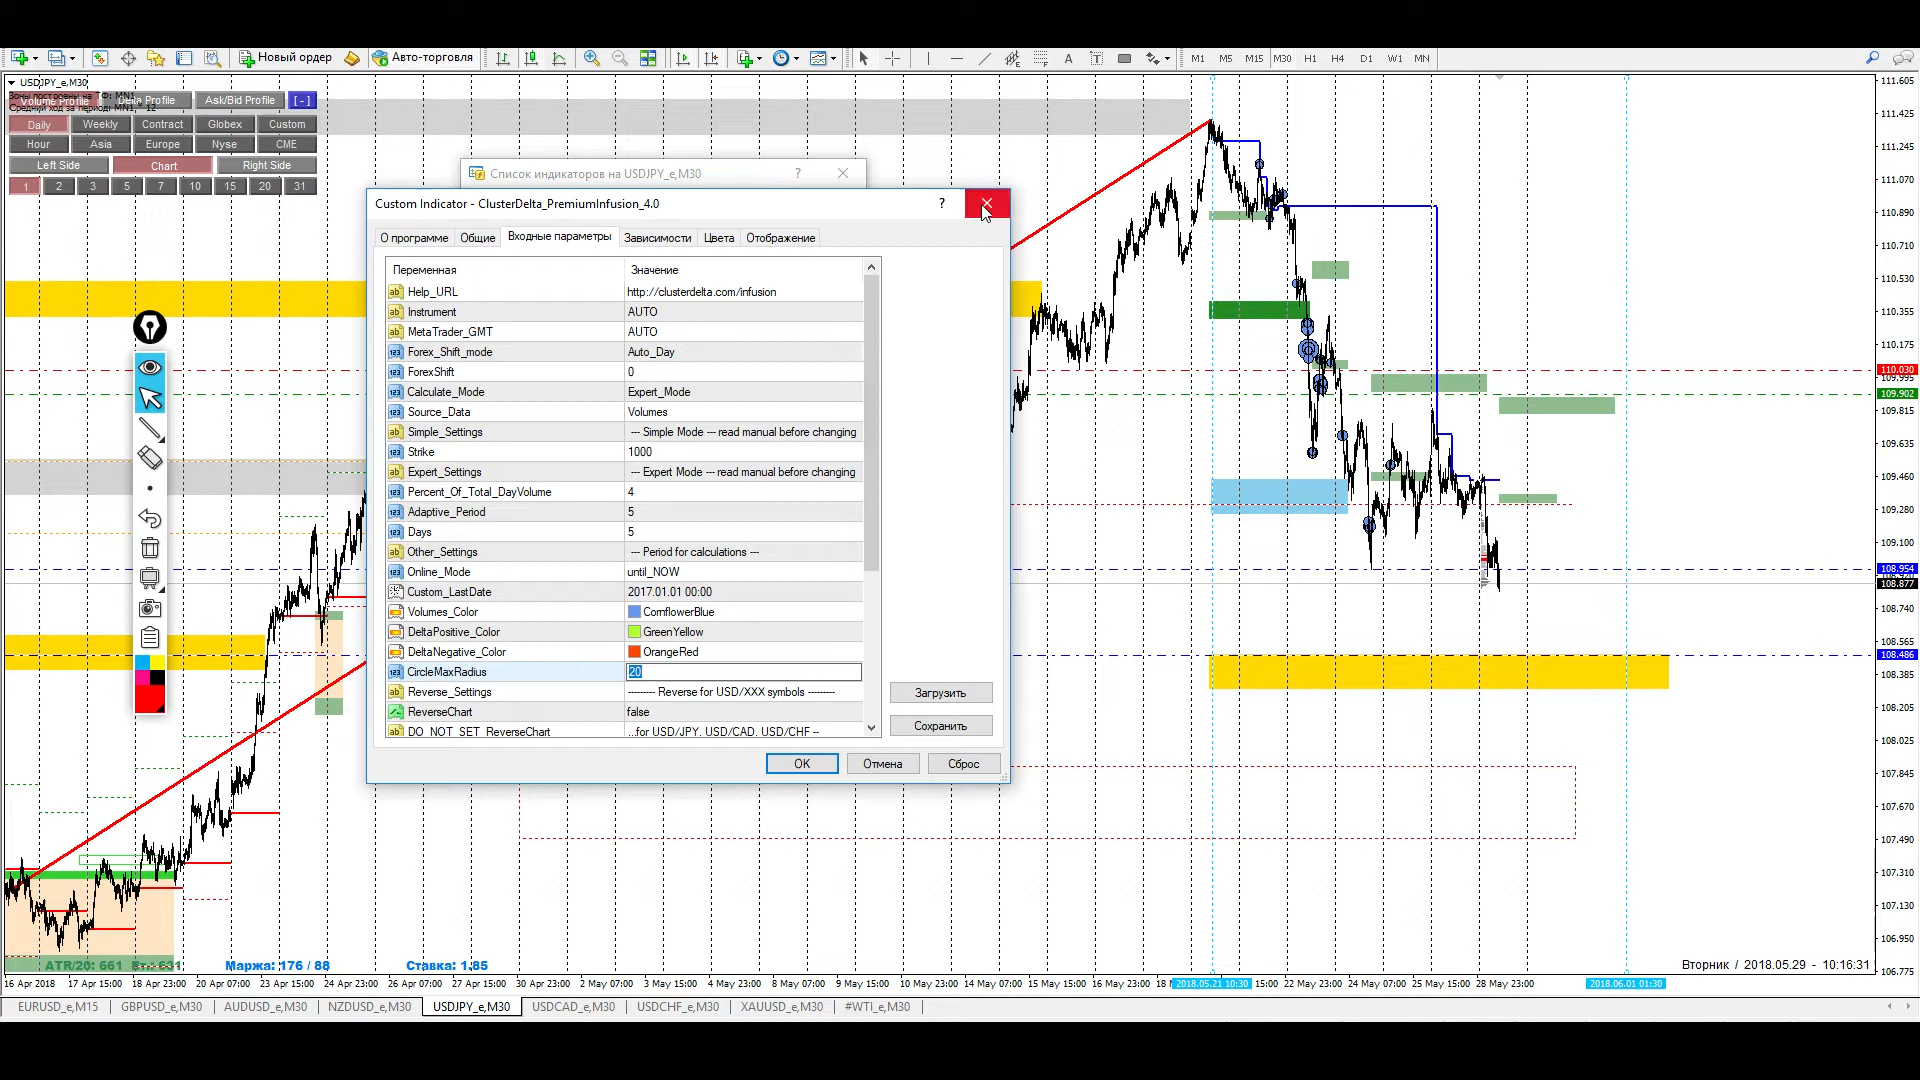 Новый ордер
Авто-торговля
A
T
M1
M5
M15
M30
H1
H4
D1
W1
MN
USDJPY_e,M30
Volume Profile
Delta Profile
Ask/Bid Profile
[ - ]
Daily
Weekly
Contract
Globex
Custom
Hour
Asia
Europe
Nyse
CME
Left Side
Chart
Right Side
1
2
3
5
7
10
15
20
31
Список индикаторов на USDJPY_e,M30
?
Custom Indicator - ClusterDelta_PremiumInfusion_4.0
?
О программе
Общие
Входные параметры
Зависимости
Цвета
Отображение
Переменная
Значение
Help_URL
http://clusterdelta.com/infusion
Instrument
AUTO
MetaTrader_GMT
AUTO
Forex_Shift_mode
Auto_Day
ForexShift
0
Calculate_Mode
Expert_Mode
Source_Data
Volumes
Simple_Settings
--- Simple Mode --- read manual before changing
Strike
1000
Expert_Settings
--- Expert Mode --- read manual before changing
Percent_Of_Total_DayVolume
4
Adaptive_Period
5
Days
5
Other_Settings
--- Period for calculations ---
Online_Mode
until_NOW
Custom_LastDate
2017.01.01 00:00
Volumes_Color
CornflowerBlue
DeltaPositive_Color
GreenYellow
DeltaNegative_Color
OrangeRed
CircleMaxRadius
20
Reverse_Settings
--------- Reverse for USD/XXX symbols ---------
ReverseChart
false
DO_NOT_SET_ReverseChart
...for USD/JPY, USD/CAD, USD/CHF --
Загрузить
Сохранить
OK
Отмена
Сброс
111.605
111.425
111.245
111.070
110.890
110.710
110.530
110.355
110.175
110.030
109.995
109.902
109.815
109.635
109.460
109.280
109.100
108.954
108.877
108.740
108.565
108.486
108.385
108.205
108.025
107.845
107.670
107.490
107.310
107.130
106.950
106.775
ATR/20: 661
Вт.: 631
Маржа: 176 / 88
Ставка: 1.85
Вторник / 2018.05.29 - 10:16:31
16 Apr 2018
17 Apr 15:00
18 Apr 23:00
20 Apr 07:00
23 Apr 15:00
24 Apr 23:00
26 Apr 07:00
27 Apr 15:00
30 Apr 23:00
2 May 07:00
3 May 15:00
4 May 23:00
8 May 07:00
9 May 15:00
10 May 23:00
14 May 07:00
15 May 15:00
16 May 23:00
2018.05.21 10:30
15:00
22 May 23:00
24 May 07:00
25 May 15:00
28 May 23:00
2018.06.01 01:30
EURUSD_e,M15
GBPUSD_e,M30
AUDUSD_e,M30
NZDUSD_e,M30
USDJPY_e,M30
USDCAD_e,M30
USDCHF_e,M30
XAUUSD_e,M30
#WTI_e,M30